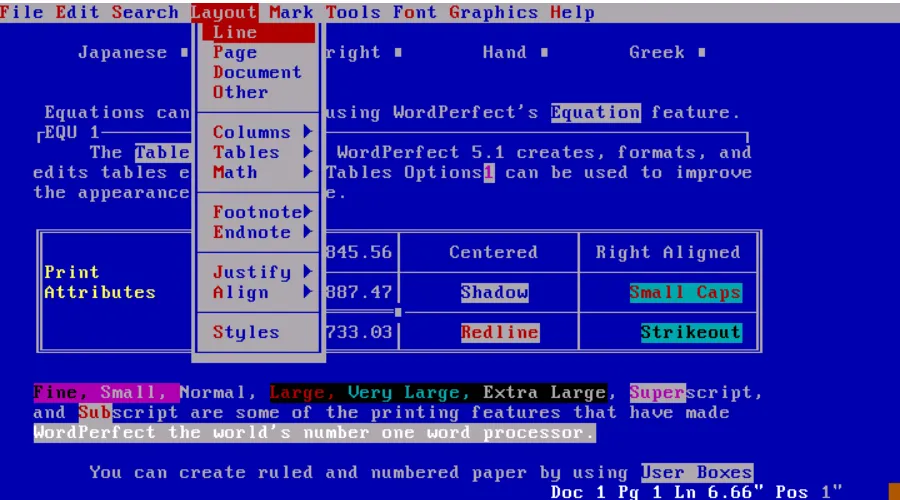 File Edit Search Layout Mark Tools Font Graphics Help
Line
Japanese right Hand Greek
Page
Document
Other
Equations can using WordPerfect's Equation feature.
EQU 1
Columns
The Table Tables WordPerfect 5.1 creates, formats, and
edits tables e Math Tables Options1 can be used to improve
the appearance e.
Footnote
Endnote
845.56 Centered Right Aligned
Print Justify
Attributes Align 887.47 Shadow Small Caps
Styles 733.03 Redline Strikeout
Fine, Small, Normal, Large, Very Large, Extra Large, Superscript,
and Subscript are some of the printing features that have made
WordPerfect the world's number one word processor.
You can create ruled and numbered paper by using User Boxes
Doc 1 Pg 1 Ln 6.66" Pos 1"